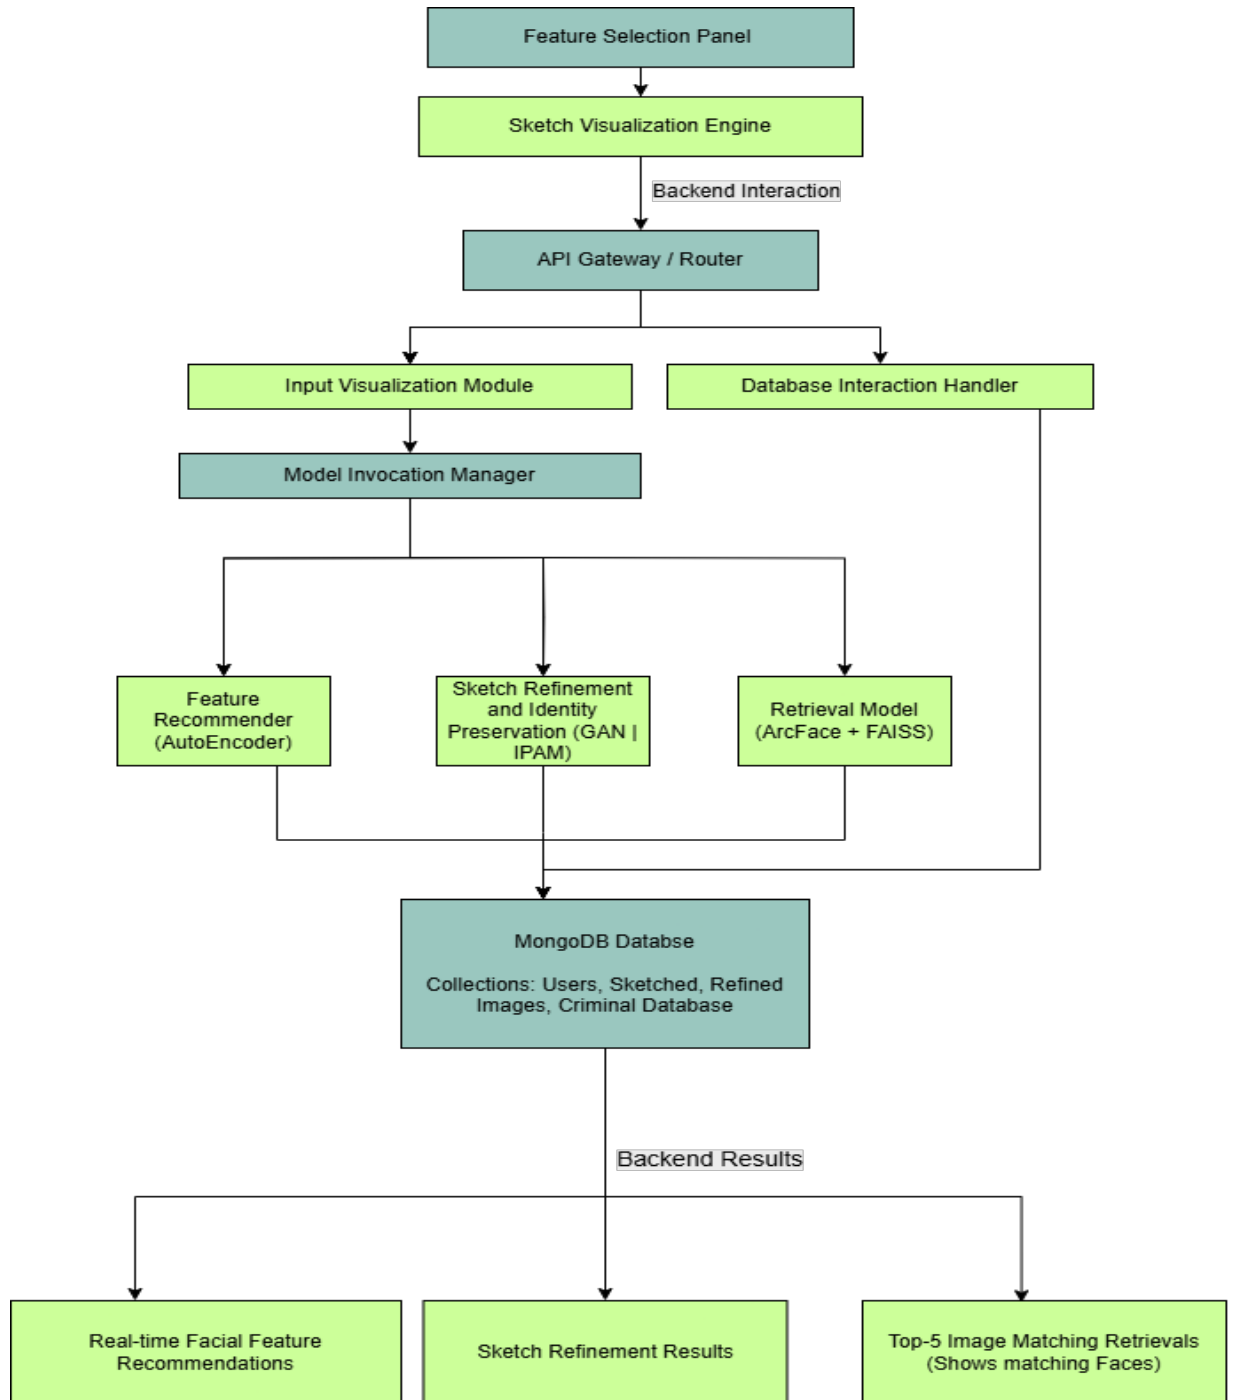 Feature Selection Panel
Sketch Visualization Engine
Backend Interaction
API Gateway / Router
Input Visualization Module
Database Interaction Handler
Model Invocation Manager
Feature
Recommender
(AutoEncoder)
Sketch Refinement
and Identity
Preservation (GAN |
IPAM)
Retrieval Model
(ArcFace + FAISS)
MongoDB Databse
Collections: Users, Sketched, Refined
Images, Criminal Database
Backend Results
Real-time Facial Feature
Recommendations
Sketch Refinement Results
Top-5 Image Matching Retrievals
(Shows matching Faces)